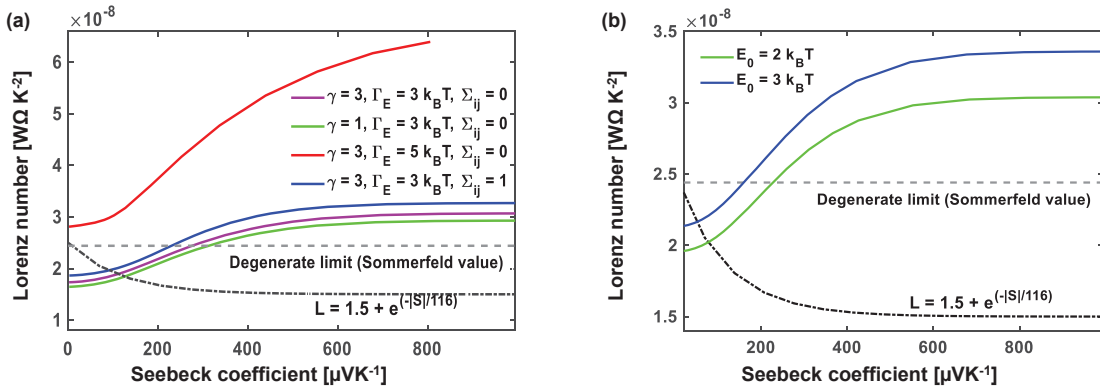 (a)
×10⁻⁸
Lorenz number [WΩ K⁻²]
6
5
4
3
2
1
γ = 3, Γ_E = 3 k_BT, Σ_ij = 0
γ = 1, Γ_E = 3 k_BT, Σ_ij = 0
γ = 3, Γ_E = 5 k_BT, Σ_ij = 0
γ = 3, Γ_E = 3 k_BT, Σ_ij = 1
Degenerate limit (Sommerfeld value)
L = 1.5 + e^(-|S|/116)
0 200 400 600 800
Seebeck coefficient [μVK⁻¹]
(b)
×10⁻⁸
Lorenz number [WΩ K⁻²]
3.5
3
2.5
2
1.5
E₀ = 2 k_BT
E₀ = 3 k_BT
Degenerate limit (Sommerfeld value)
L = 1.5 + e^(-|S|/116)
200 400 600 800
Seebeck coefficient [μVK⁻¹]